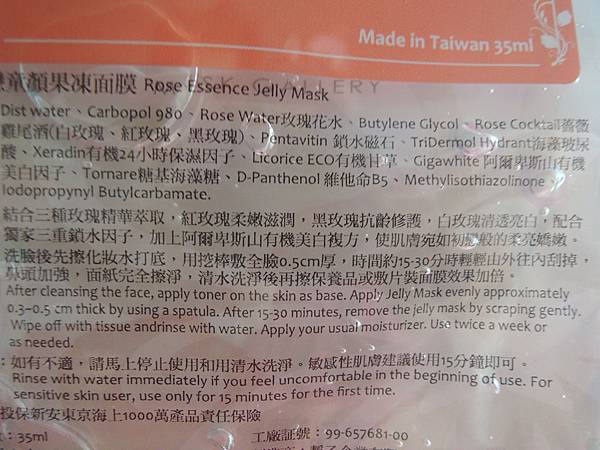 Made in Taiwan 35ml
童顏果凍面膜 Rose Essence Jelly Mask
SK GALLERY
Dist water、Carbopol 980、Rose Water玫瑰花水、Butylene Glycol、Rose Cocktail薔薇
雞尾酒(白玫瑰、紅玫瑰、黑玫瑰)、Pentavitin 鎖水磁石、TriDermol Hydrant海藻玻尿
酸、Xeradin有機24小時保濕因子、Licorice ECO有機甘草、Gigawhite 阿爾卑斯山有機
美白因子、Tornare糖基海藻糖、D-Panthenol 維他命B5、Methylisothiazolinone、
Iodopropynyl Butylcarbamate.
結合三種玫瑰精華萃取，紅玫瑰柔嫩滋潤，黑玫瑰抗齡修護，白玫瑰清透亮白，配合
獨家三重鎖水因子，加上阿爾卑斯山有機美白複方，使肌膚宛如初戀般的柔亮嬌嫩。
洗臉後先擦化妝水打底，用挖棒敷全臉0.5cm厚，時間約15-30分時輕輕由外往內刮掉，
鼻頭加強，面紙完全擦淨，清水洗淨後再擦保養品或敷片裝面膜效果加倍。
After cleansing the face, apply toner on the skin as base. Apply Jelly Mask evenly approximately
0.3-0.5 cm thick by using a spatula. After 15-30 minutes, remove the jelly mask by scraping gently.
Wipe off with tissue andrinse with water. Apply your usual moisturizer. Use twice a week or
as needed.
：如有不適，請馬上停止使用和用清水洗淨。敏感性肌膚建議使用15分鐘即可。
Rinse with water immediately if you feel uncomfortable in the beginning of use. For
sensitive skin user, use only for 15 minutes for the first time.
投保新安東京海上1000萬產品責任保險
：35ml
工廠証號：99-657681-00